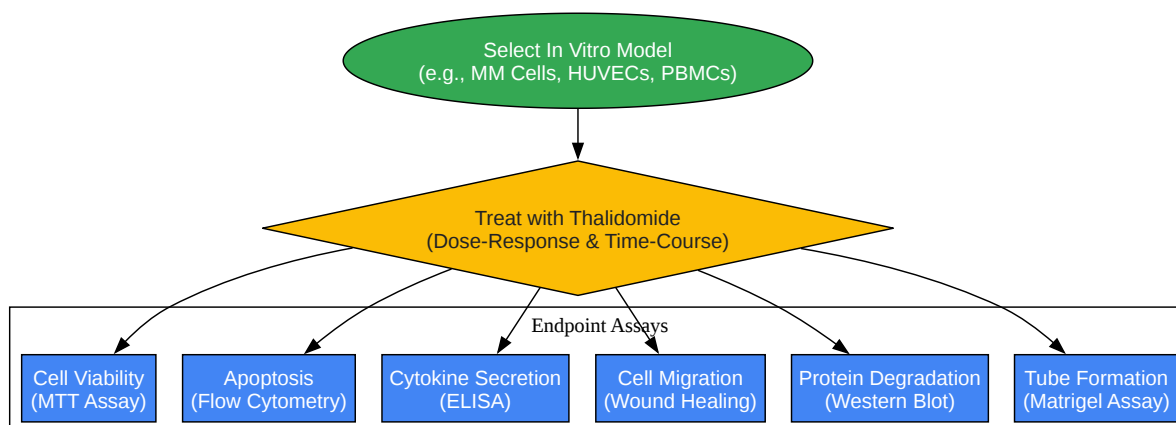 Select In Vitro Model
(e.g., MM Cells, HUVECs, PBMCs)
Treat with Thalidomide
(Dose-Response & Time-Course)
Endpoint Assays
Cell Viability
(MTT Assay)
Apoptosis
(Flow Cytometry)
Cytokine Secretion
(ELISA)
Cell Migration
(Wound Healing)
Protein Degradation
(Western Blot)
Tube Formation
(Matrigel Assay)